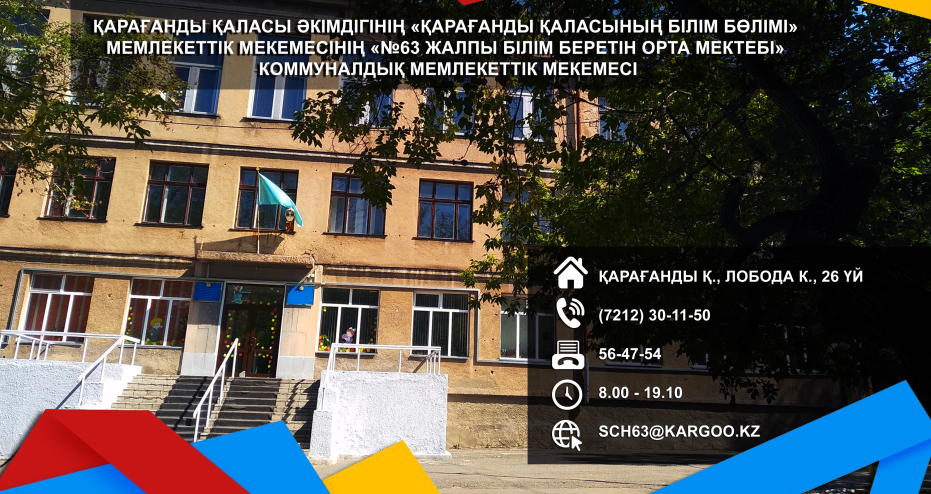 ҚАРАҒАНДЫ ҚАЛАСЫ ӘКІМДІГІНІҢ «ҚАРАҒАНДЫ ҚАЛАСЫНЫҢ БІЛІМ БӨЛІМІ»
МЕМЛЕКЕТТІК МЕКЕМЕСІНІҢ «№63 ЖАЛПЫ БІЛІМ БЕРЕТІН ОРТА МЕКТЕБІ»
КОММУНАЛДЫҚ МЕМЛЕКЕТТІК МЕКЕМЕСІ
ҚАРАҒАНДЫ Қ., ЛОБОДА К., 26 ҮЙ
(7212) 30-11-50
56-47-54
8.00 - 19.10
SCH63@KARGOO.KZ